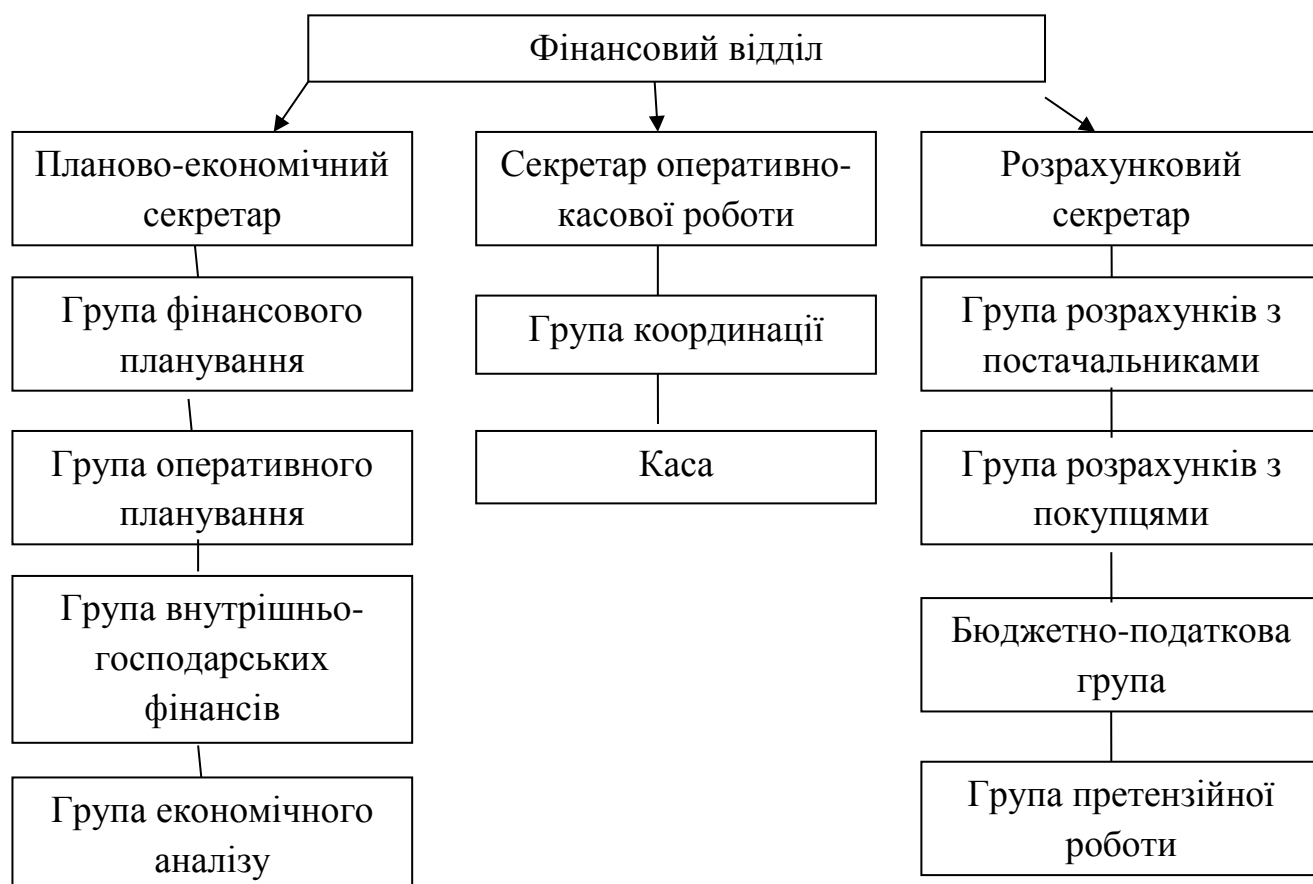 Фінансовий відділ
Планово-економічний
секретар
Група фінансового
планування
Група оперативного
планування
Група внутрішньо-
господарських
фінансів
Група економічного
аналізу
Секретар оперативно-
касової роботи
Група координації
Каса
Розрахунковий
секретар
Група розрахунків з
постачальниками
Група розрахунків з
покупцями
Бюджетно-податкова
група
Група претензійної
роботи